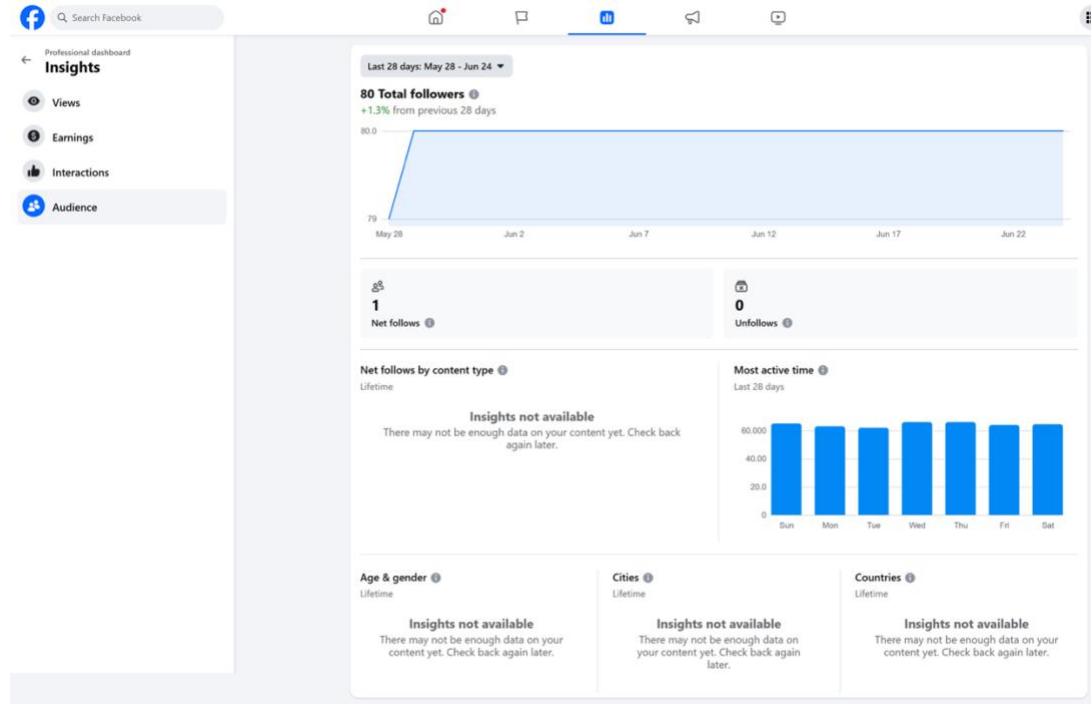 Search Facebook
Professional dashboard
Insights
Views
Earnings
Interactions
Audience
Last 28 days: May 28 - Jun 24
80 Total followers
+1.3% from previous 28 days
80.0
79
May 28 Jun 2 Jun 7 Jun 12 Jun 17 Jun 22
1
Net follows
0
Unfollows
Net follows by content type
Lifetime
Insights not available
There may not be enough data on your content yet. Check back
again later.
Most active time
Last 28 days
60.000
40.00
20.0
0
Sun Mon Tue Wed Thu Fri Sat
Age & gender
Lifetime
Insights not available
There may not be enough data on your
content yet. Check back again later.
Cities
Lifetime
Insights not available
There may not be enough data on
your content yet. Check back again
later.
Countries
Lifetime
Insights not available
There may not be enough data on your
content yet. Check back again later.